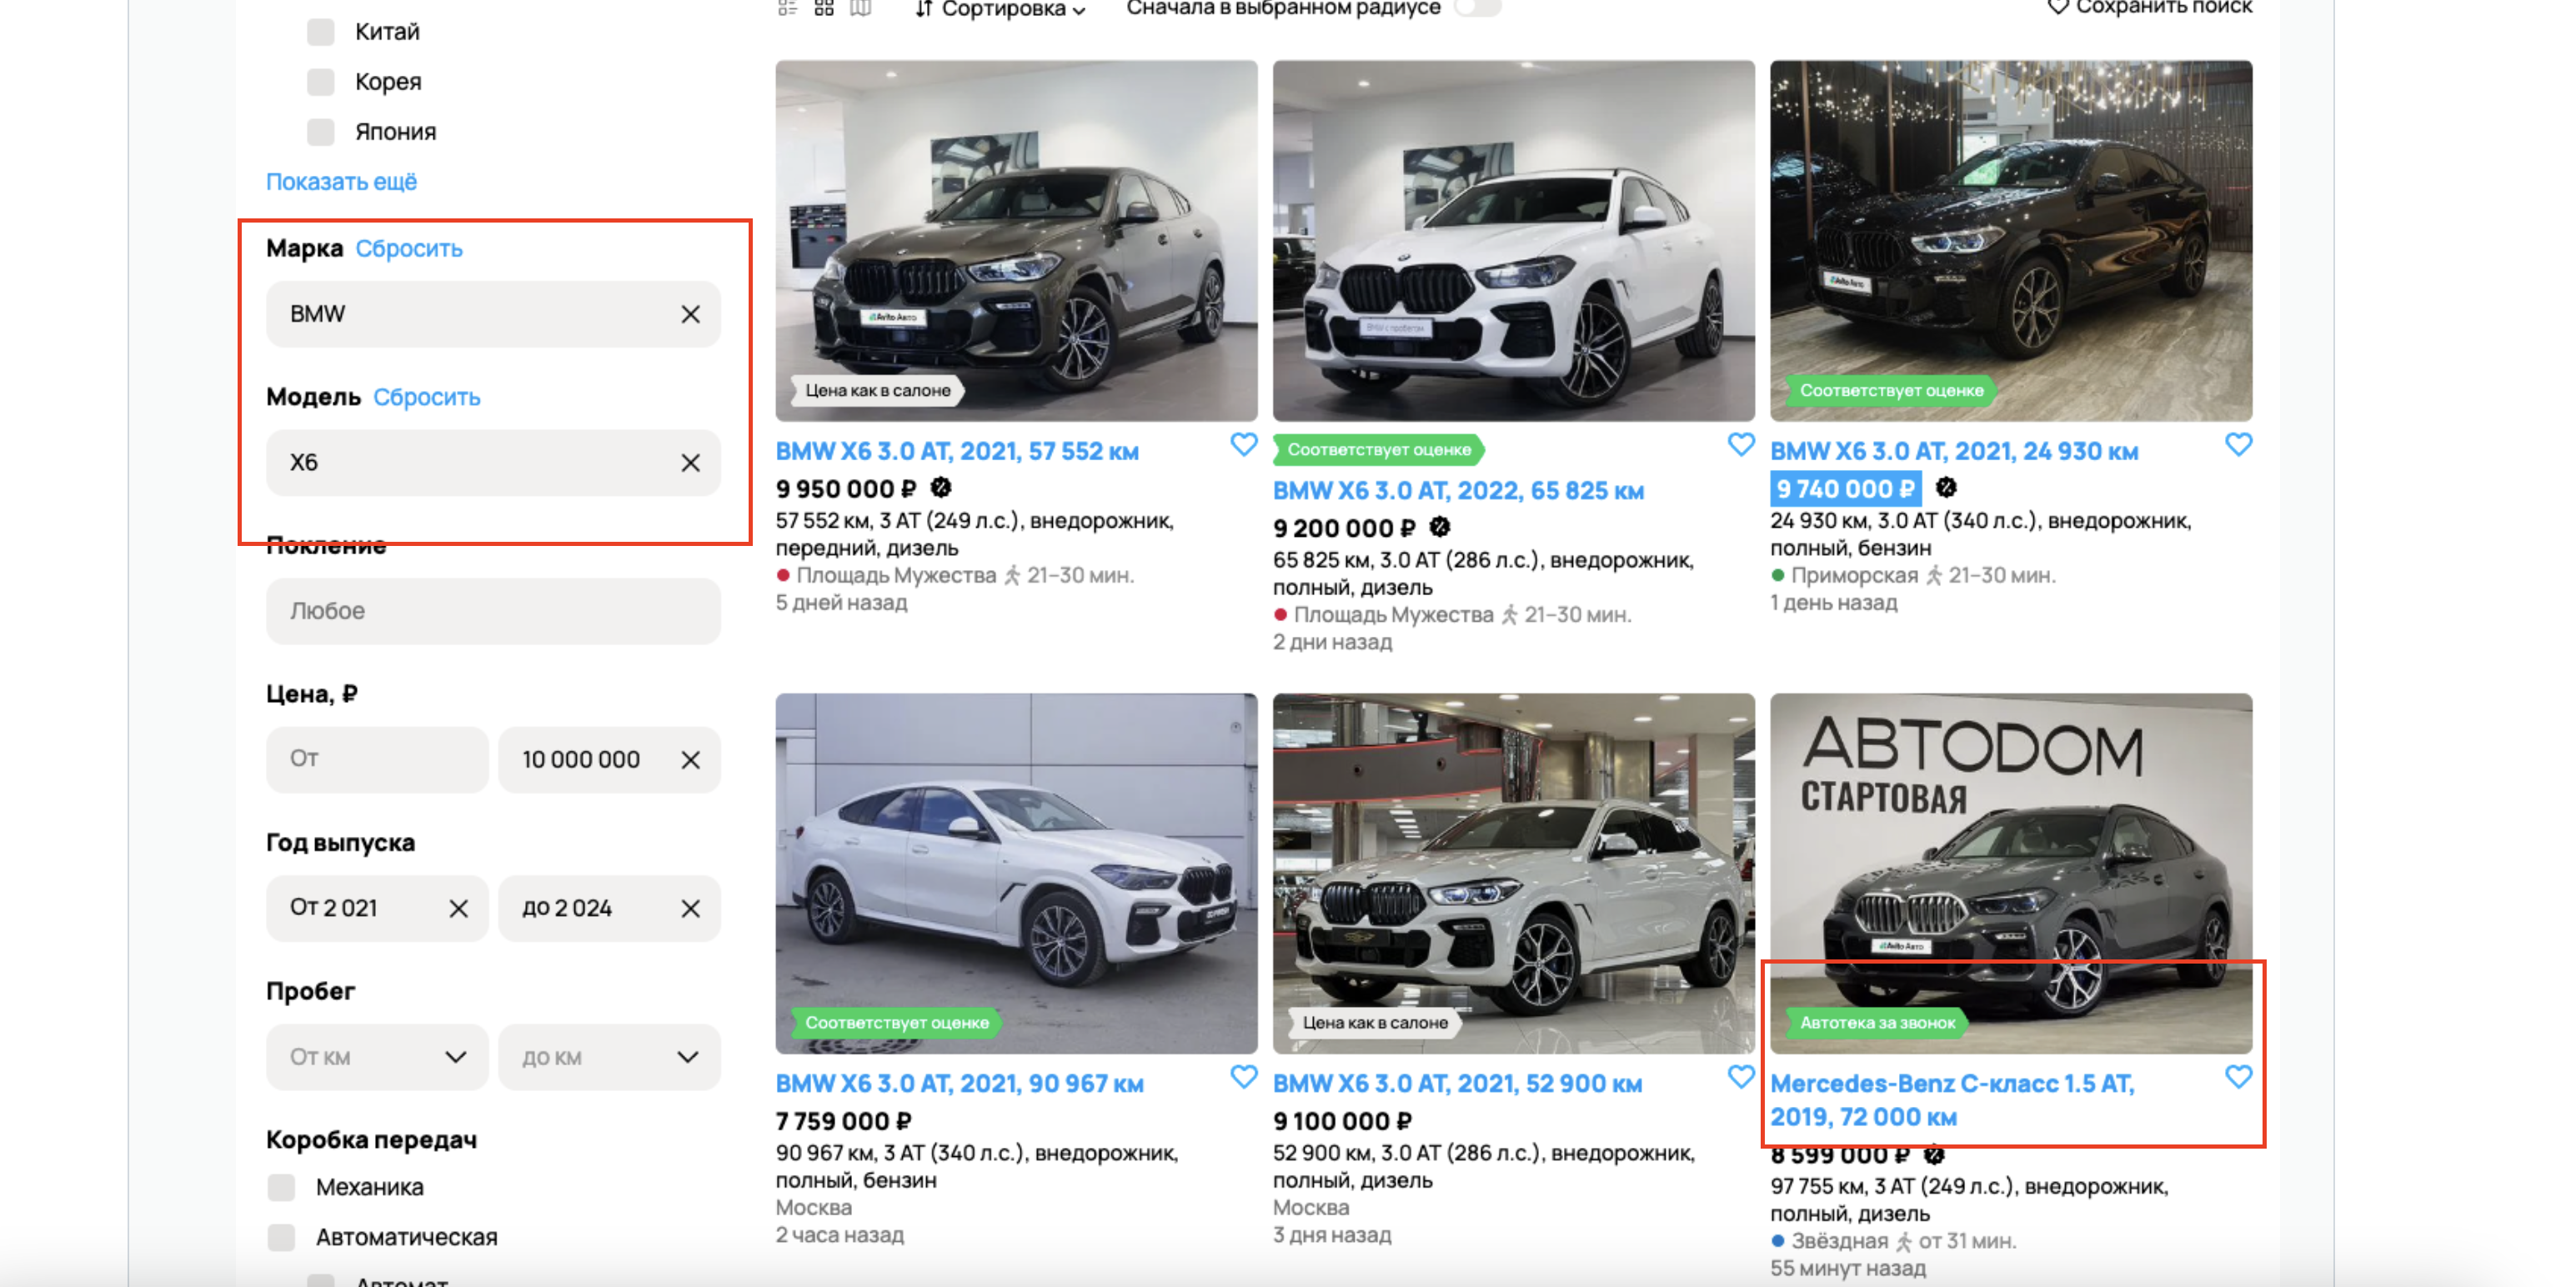 Сортировка
Сначала в выбранном радиусе
Сохранить поиск
Китай
Корея
Япония
Показать ещё
Марка Сбросить
BMW
Модель Сбросить
X6
Покление
Любое
Цена, ₽
От
10 000 000
Год выпуска
От 2 021
до 2 024
Пробег
От км
до км
Коробка передач
Механика
Автоматическая
Автомат
Avito Авто
Цена как в салоне
BMW X6 3.0 AT, 2021, 57 552 км
9 950 000 ₽
57 552 км, 3 AT (249 л.с.), внедорожник,
передний, дизель
Площадь Мужества 21–30 мин.
5 дней назад
BMW с пробегом
Соответствует оценке
BMW X6 3.0 AT, 2022, 65 825 км
9 200 000 ₽
65 825 км, 3.0 AT (286 л.с.), внедорожник,
полный, дизель
Площадь Мужества 21–30 мин.
2 дни назад
Avito Авто
Соответствует оценке
BMW X6 3.0 AT, 2021, 24 930 км
9 740 000 ₽
24 930 км, 3.0 AT (340 л.с.), внедорожник,
полный, бензин
Приморская 21–30 мин.
1 день назад
Соответствует оценке
BMW X6 3.0 AT, 2021, 90 967 км
7 759 000 ₽
90 967 км, 3 AT (340 л.с.), внедорожник,
полный, бензин
Москва
2 часа назад
Цена как в салоне
BMW X6 3.0 AT, 2021, 52 900 км
9 100 000 ₽
52 900 км, 3.0 AT (286 л.с.), внедорожник,
полный, дизель
Москва
3 дня назад
АВТОDОМ
СТАРТОВАЯ
Avito Авто
Автотека за звонок
Mercedes-Benz C-класс 1.5 AT,
2019, 72 000 км
8 599 000 ₽
97 755 км, 3 AT (249 л.с.), внедорожник,
полный, дизель
Звёздная от 31 мин.
55 минут назад